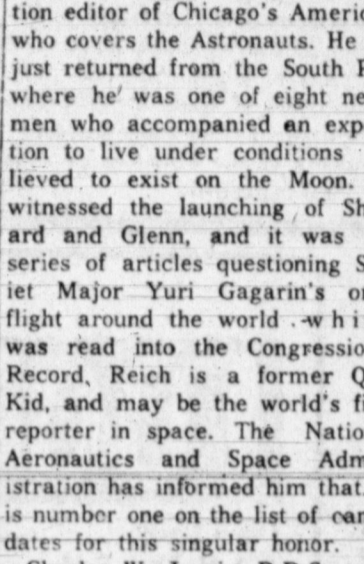 tion editor of Chicago's Americ
who covers the Astronauts. He
just returned from the South P
where he' was one of eight ne
men who accompanied an exp
tion to live under conditions
lieved to exist on the Moon.
witnessed the launching of Sh
ard and Glenn, and it was
series of articles questioning S
iet Major Yuri Gagarin's o
flight around the world -w h i
was read into the Congressio
Record, Reich is a former Q
Kid, and may be the world's fi
reporter in space. The Natio
Aeronautics and Space Adm
istration has informed him that
is number one on the list of can
dates for this singular honor.